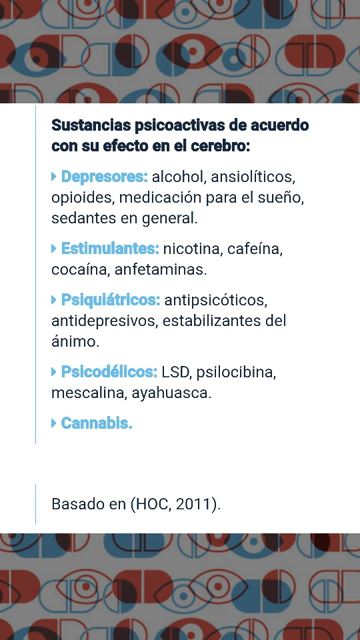 Sustancias psicoactivas de acuerdo
con su efecto en el cerebro:
Depresores: alcohol, ansiolíticos,
opioides, medicación para el sueño,
sedantes en general.
Estimulantes: nicotina, cafeína,
cocaína, anfetaminas.
Psiquiátricos: antipsicóticos,
antidepresivos, estabilizantes del
ánimo.
Psicodélicos: LSD, psilocibina,
mescalina, ayahuasca.
Cannabis.
Basado en (HOC, 2011).